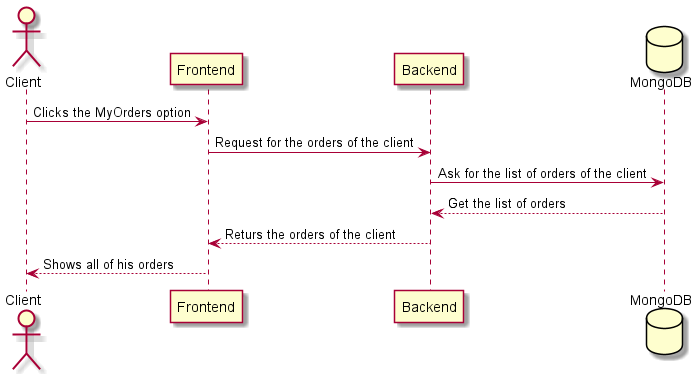 Client
Frontend
Backend
MongoDB
Clicks the MyOrders option
Request for the orders of the client
Ask for the list of orders of the client
Get the list of orders
Returs the orders of the client
Shows all of his orders
Client
Frontend
Backend
MongoDB